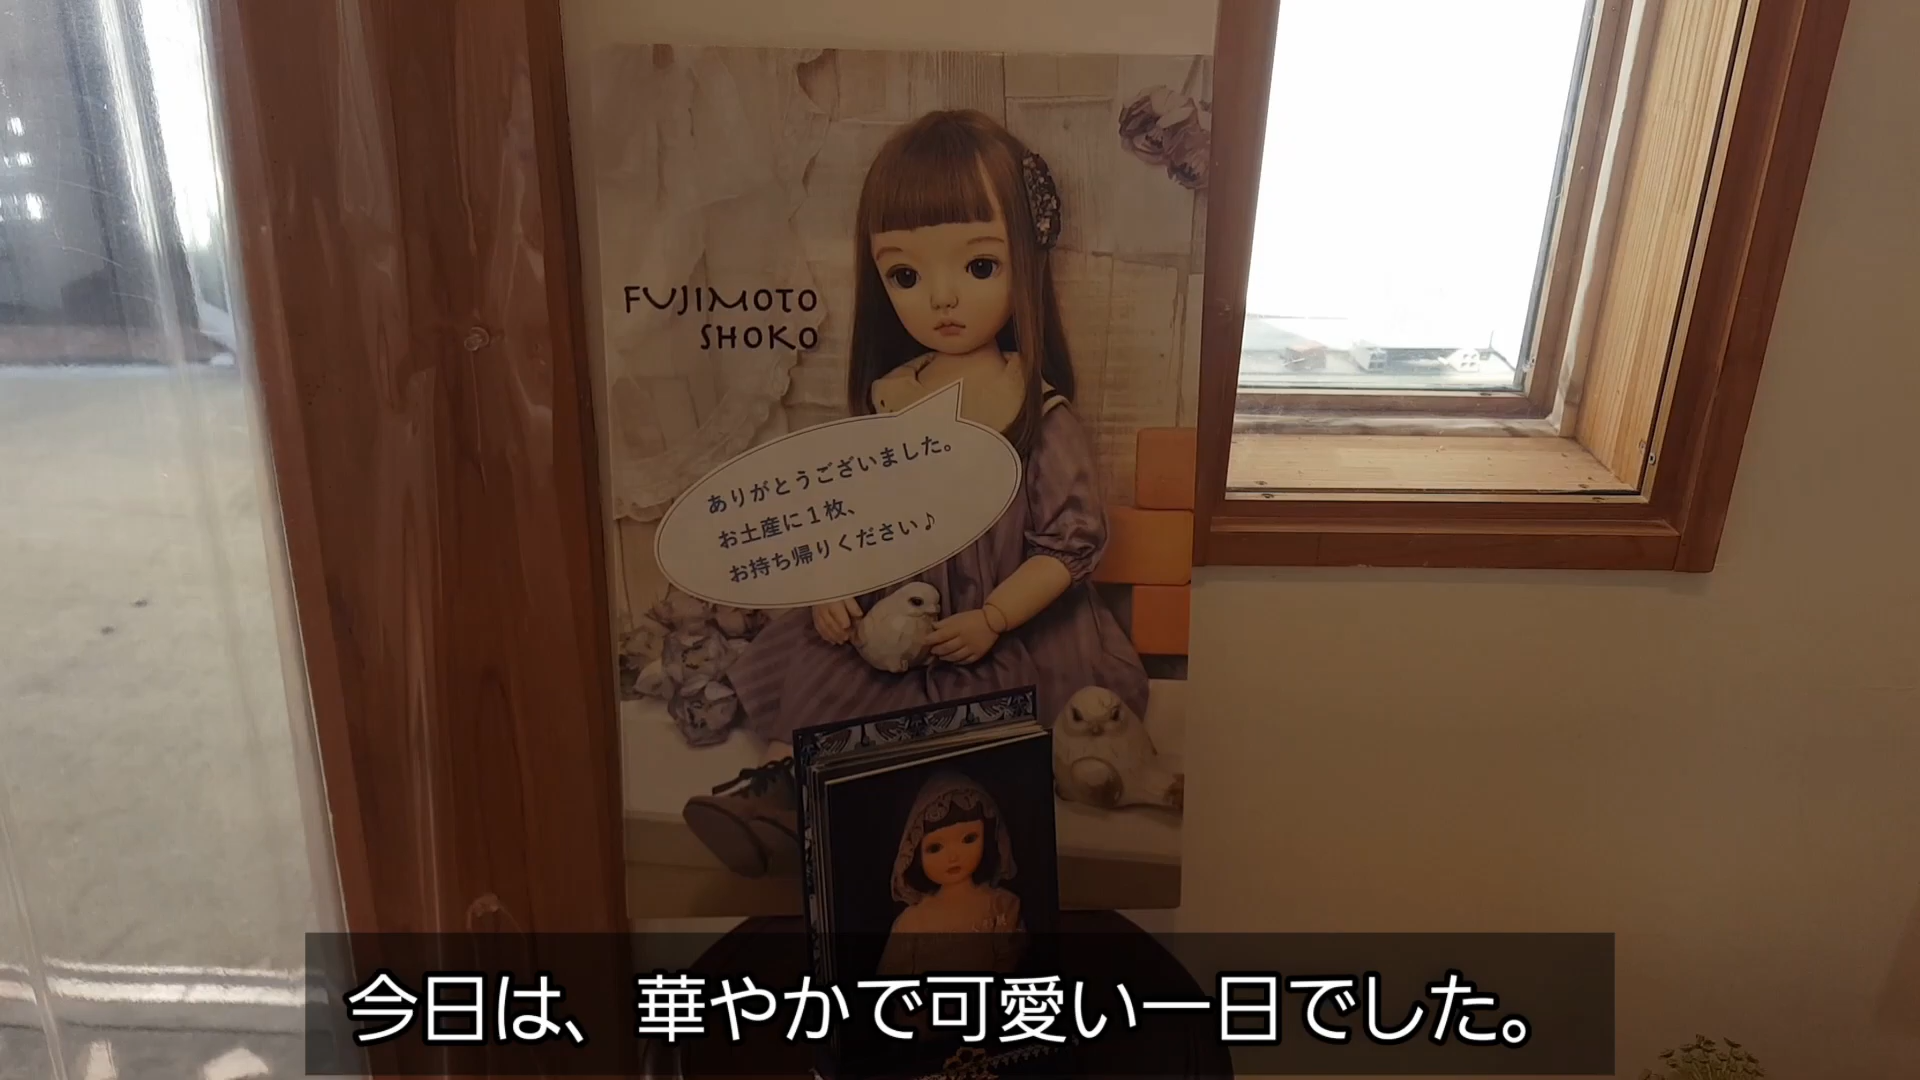 FUJIMOTO
SHOKO
ありがとうございました。
お土産に1枚、
お持ち帰りください♪
今日は、華やかで可愛い一日でした。